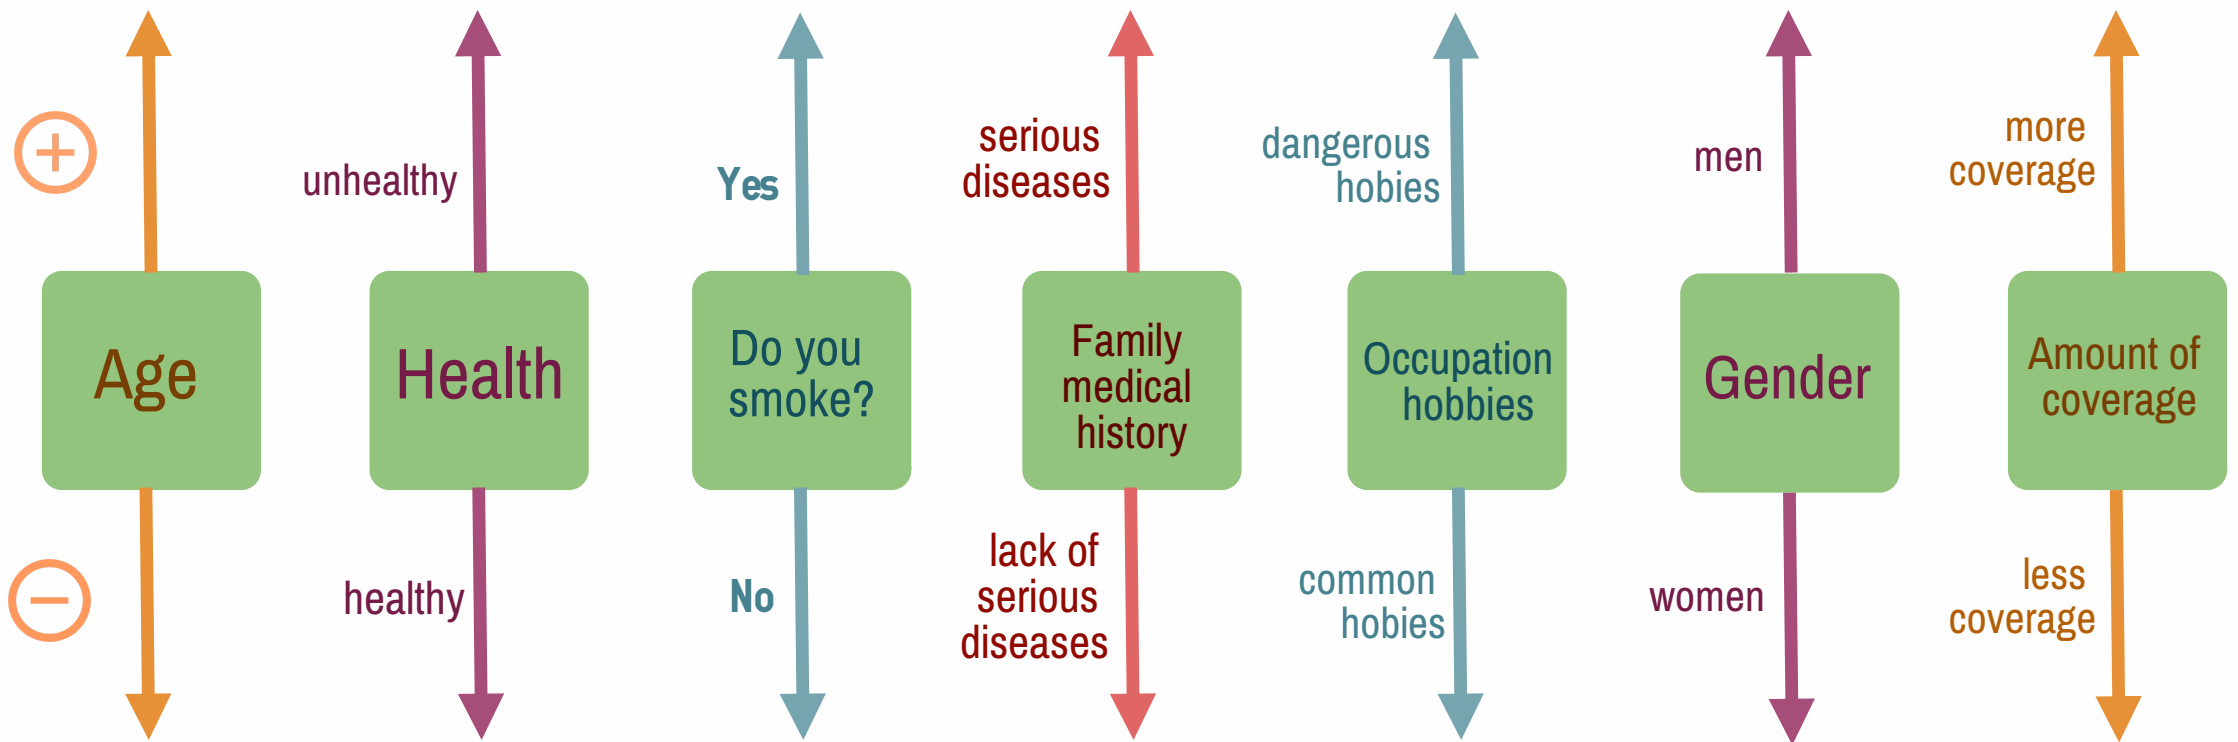 +
unhealthy
Yes
serious
diseases
dangerous
hobies
men
more
coverage
Age
Health
Do you
smoke?
Family
medical
history
Occupation
hobbies
Gender
Amount of
coverage
−
healthy
No
lack of
serious
diseases
common
hobies
women
less
coverage